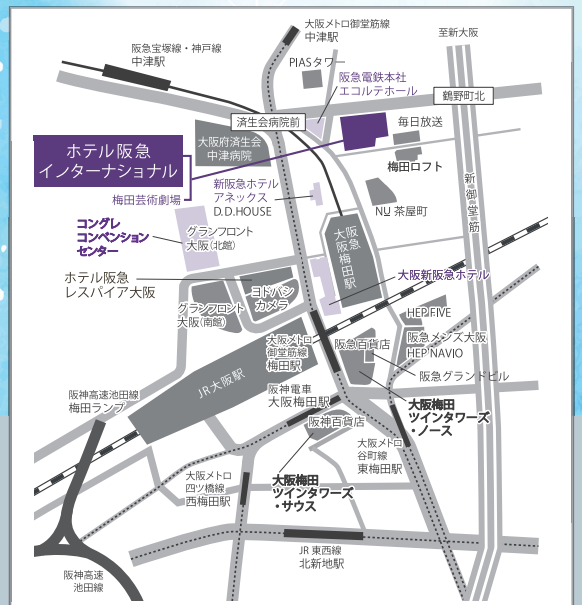 大阪メトロ御堂筋線
中津駅
至新大阪
阪急宝塚線・神戸線
中津駅
PIASタワー
阪急電鉄本社
エコルテホール
鶴野町北
済生会病院前
毎日放送
大阪府済生会
中津病院
ホテル阪急
インターナショナル
梅田ロフト
梅田芸術劇場
新阪急ホテル
アネックス
D.D.HOUSE
NU 茶屋町
新御堂筋
コングレ
コンベンション
センター
グランフロント
大阪(北館)
阪急
大阪梅田駅
ホテル阪急
レスパイア大阪
ヨドバシ
カメラ
大阪新阪急ホテル
グランフロント
大阪(南館)
HEP FIVE
大阪メトロ
御堂筋線
梅田駅
阪急百貨店
阪急メンズ大阪
HEP NAVIO
JR大阪駅
阪急グランドビル
阪神高速池田線
梅田ランプ
阪神電車
大阪梅田駅
大阪梅田
ツインタワーズ
・ノース
阪神百貨店
大阪メトロ
谷町線
東梅田駅
大阪メトロ
四ツ橋線
西梅田駅
大阪梅田
ツインタワーズ
・サウス
JR 東西線
北新地駅
阪神高速
池田線